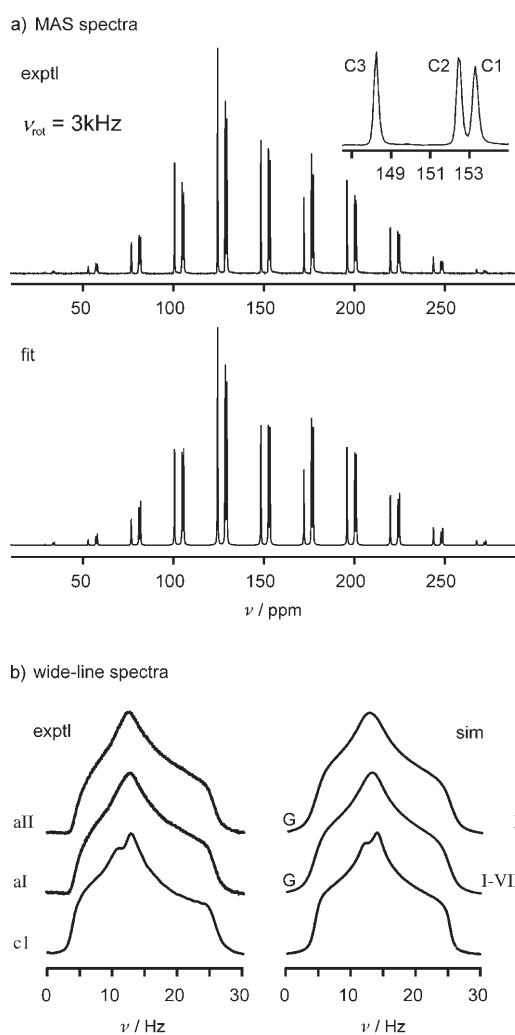 a) MAS spectra
exptl
νrot = 3kHz
C3 C2 C1
149 151 153
50 100 150 200 250
fit
50 100 150 200 250
ν / ppm
b) wide-line spectra
exptl sim
aII G
aI G I-VII
c1
0 10 20 30 0 10 20 30
ν / Hz ν / Hz